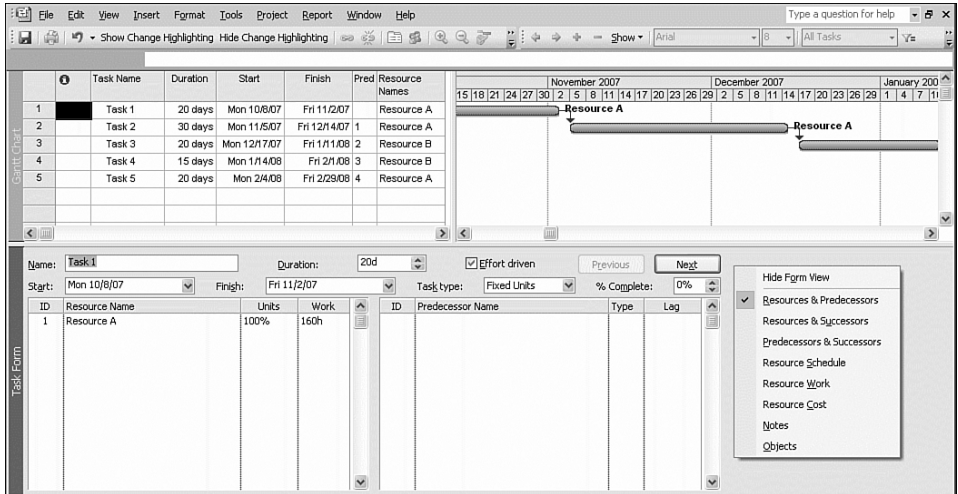 File Edit View Insert Format Tools Project Report Window Help Type a question for help
Show Change Highlighting Hide Change Highlighting Show Arial 8 All Tasks
Task Name Duration Start Finish Pred Resource Names
November 2007 December 2007 January 200
15 18 21 24 27 30 2 5 8 11 14 17 20 23 26 29 2 5 8 11 14 17 20 23 26 29 1 4 7 1
1 Task 1 20 days Mon 10/8/07 Fri 11/2/07 Resource A Resource A
2 Task 2 30 days Mon 11/5/07 Fri 12/14/07 1 Resource A Resource A
3 Task 3 20 days Mon 12/17/07 Fri 1/11/08 2 Resource B
4 Task 4 15 days Mon 1/14/08 Fri 2/1/08 3 Resource B
5 Task 5 20 days Mon 2/4/08 Fri 2/29/08 4 Resource A
Gantt Chart
Name: Task 1 Duration: 20d Effort driven Previous Next
Start: Mon 10/8/07 Finish: Fri 11/2/07 Task type: Fixed Units % Complete: 0%
ID Resource Name Units Work ID Predecessor Name Type Lag
1 Resource A 100% 160h
Task Form
Hide Form View
Resources & Predecessors
Resources & Successors
Predecessors & Successors
Resource Schedule
Resource Work
Resource Cost
Notes
Objects